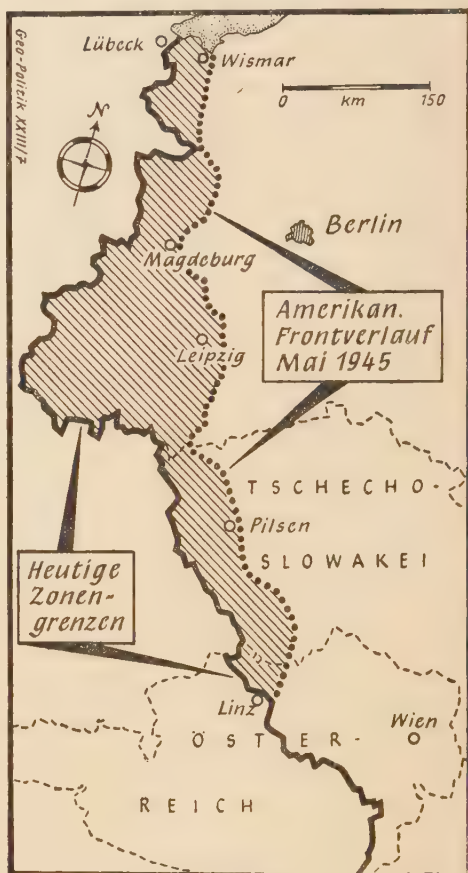 Geo-Politik XXIII/7
Lübeck
Wismar
0 km 150
N
Berlin
Magdeburg
Amerikan.
Frontverlauf
Mai 1945
Leipzig
TSCHECHO-
Pilsen
SLOWAKEI
Heutige
Zonen-
grenzen
Linz
Wien
ÖSTER-
REICH